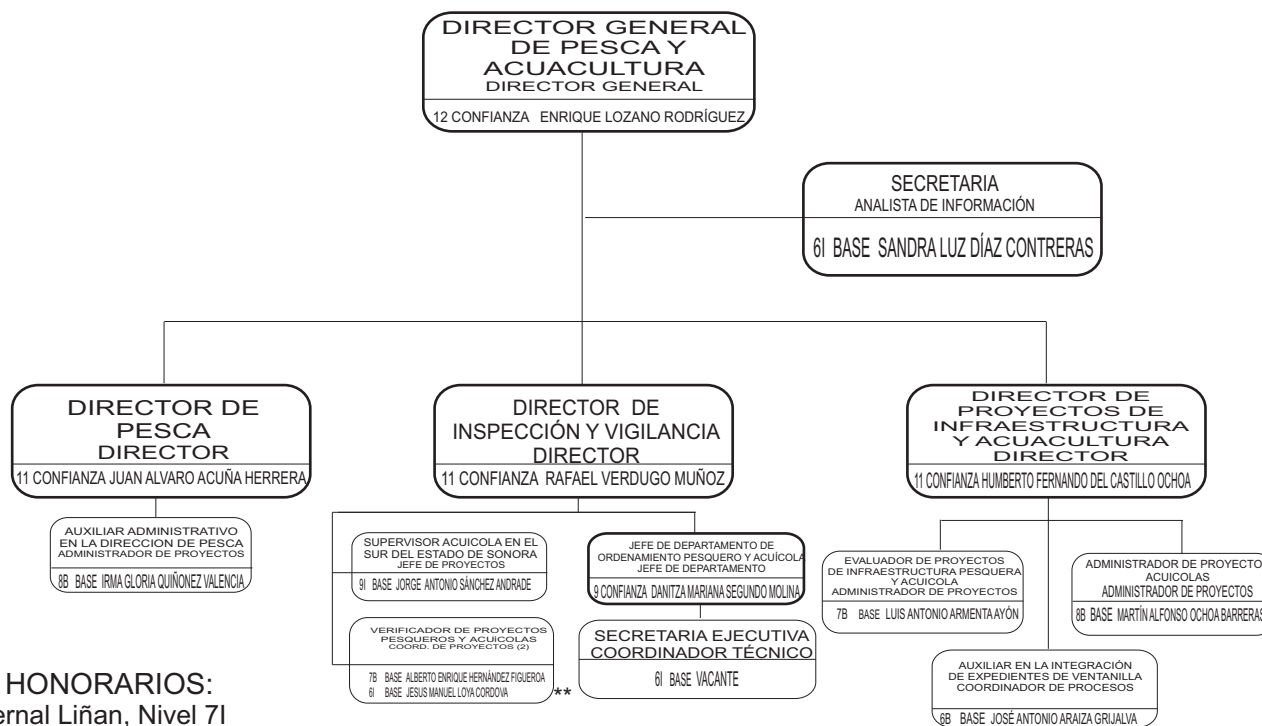 DIRECTOR GENERAL
DE PESCA Y
ACUACULTURA
DIRECTOR GENERAL
12 CONFIANZA ENRIQUE LOZANO RODRÍGUEZ
SECRETARIA
ANALISTA DE INFORMACIÓN
6I BASE SANDRA LUZ DÍAZ CONTRERAS
DIRECTOR DE
PESCA
DIRECTOR
11 CONFIANZA JUAN ALVARO ACUÑA HERRERA
AUXILIAR ADMINISTRATIVO
EN LA DIRECCION DE PESCA
ADMINISTRADOR DE PROYECTOS
8B BASE IRMA GLORIA QUIÑONEZ VALENCIA
DIRECTOR DE
INSPECCIÓN Y VIGILANCIA
DIRECTOR
11 CONFIANZA RAFAEL VERDUGO MUÑOZ
SUPERVISOR ACUICOLA EN EL
SUR DEL ESTADO DE SONORA
JEFE DE PROYECTOS
9I BASE JORGE ANTONIO SÁNCHEZ ANDRADE
VERIFICADOR DE PROYECTOS
PESQUEROS Y ACUÍCOLAS
COORD. DE PROYECTOS (2)
7B BASE ALBERTO ENRIQUE HERNÁNDEZ FIGUEROA
6I BASE JESUS MANUEL LOYA CORDOVA **
JEFE DE DEPARTAMENTO DE
ORDENAMIENTO PESQUERO Y ACUÍCOLA
JEFE DE DEPARTAMENTO
9 CONFIANZA DANITZA MARIANA SEGUNDO MOLINA
SECRETARIA EJECUTIVA
COORDINADOR TÉCNICO
6I BASE VACANTE
DIRECTOR DE
PROYECTOS DE
INFRAESTRUCTURA
Y ACUACULTURA
DIRECTOR
11 CONFIANZA HUMBERTO FERNANDO DEL CASTILLO OCHOA
EVALUADOR DE PROYECTOS
DE INFRAESTRUCTURA PESQUERA
Y ACUICOLA
ADMINISTRADOR DE PROYECTOS
7B BASE LUIS ANTONIO ARMENTA AYÓN
ADMINISTRADOR DE PROYECTO
ACUICOLAS
ADMINISTRADOR DE PROYECTOS
8B BASE MARTÍN ALFONSO OCHOA BARRERAS
AUXILIAR EN LA INTEGRACIÓN
DE EXPEDIENTES DE VENTANILLA
COORDINADOR DE PROCESOS
6B BASE JOSÉ ANTONIO ARAIZA GRIJALVA
HONORARIOS:
ernal Liñan, Nivel 7I